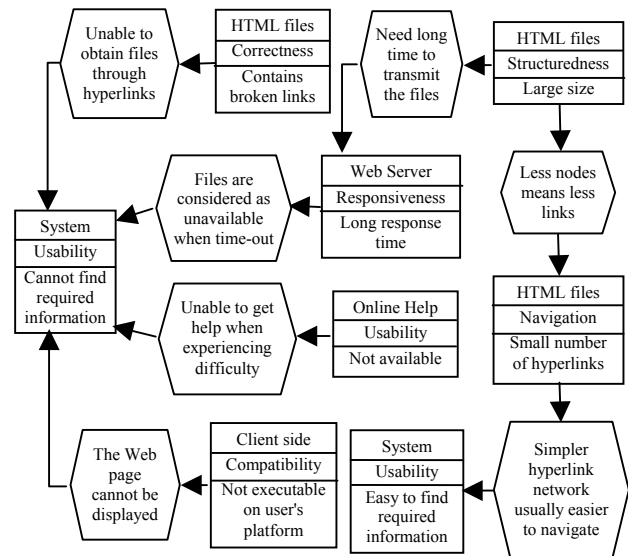 Unable to
obtain files
through
hyperlinks
HTML files
Correctness
Contains
broken links
Need long
time to
transmit
the files
HTML files
Structuredness
Large size
Files are
considered as
unavailable
when time-out
Web Server
Responsiveness
Long response
time
Less nodes
means less
links
System
Usability
Cannot find
required
information
Unable to get
help when
experiencing
difficulty
Online Help
Usability
Not available
HTML files
Navigation
Small number
of hyperlinks
The Web
page
cannot be
displayed
Client side
Compatibility
Not executable
on user's
platform
System
Usability
Easy to find
required
information
Simpler
hyperlink
network
usually easier
to navigate